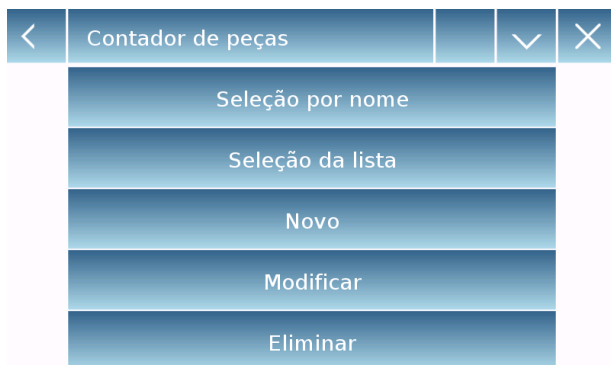 Contador de peças
Seleção por nome
Seleção da lista
Novo
Modificar
Eliminar